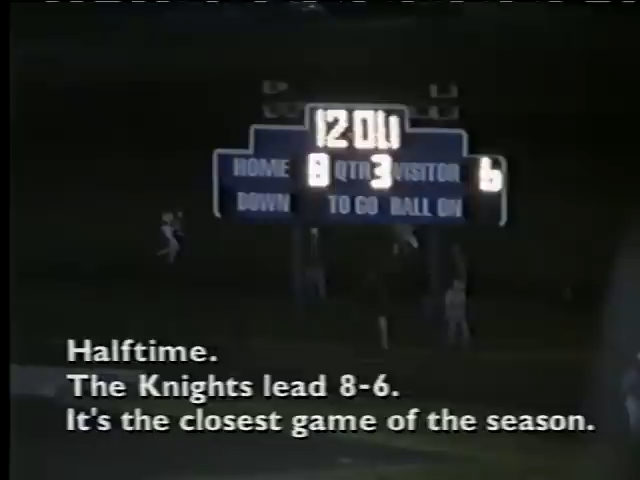 12 01
HOME 8 QTR 3 VISITOR 6
DOWN TO GO BALL ON
Halftime.
The Knights lead 8-6.
It's the closest game of the season.